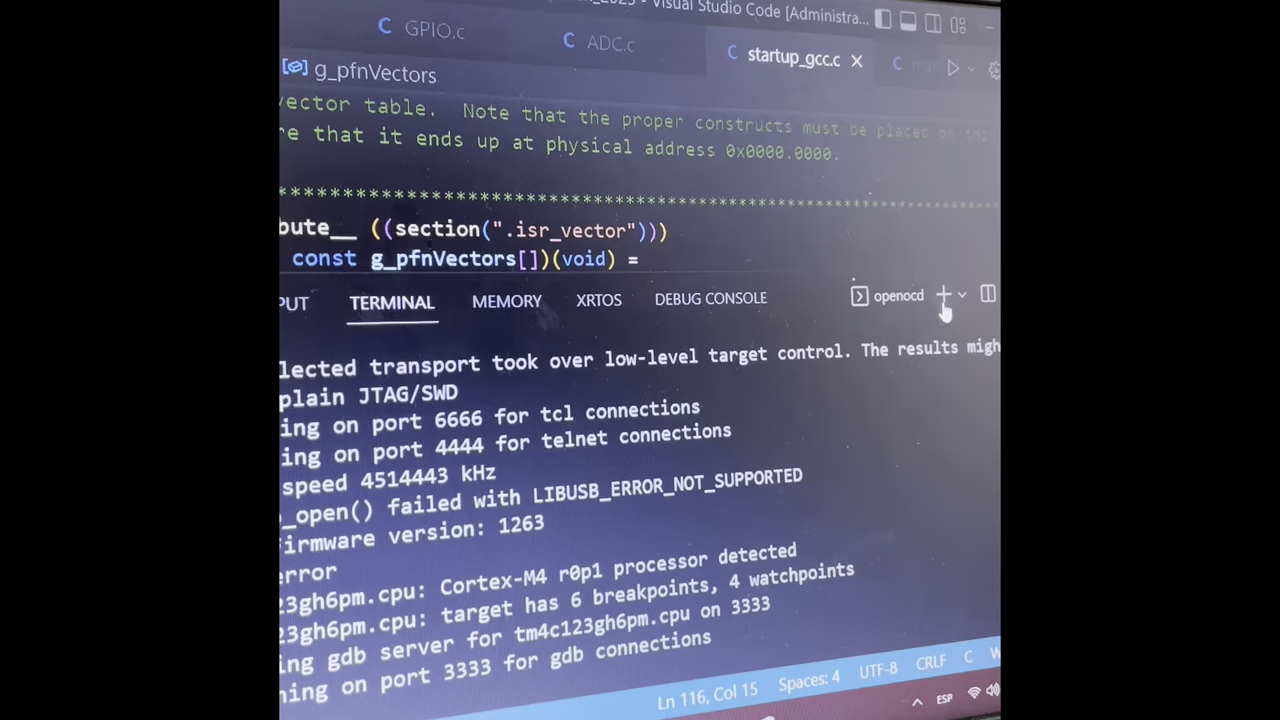 _2025 - Visual Studio Code [Administra...
GPIO.c
ADC.c
startup_gcc.c
g_pfnVectors
vector table. Note that the proper constructs must be placed on
re that it ends up at physical address 0x0000.0000.
*******************************************************************************
bute__ ((section(".isr_vector")))
const g_pfnVectors[])(void) =
PUT
TERMINAL
MEMORY
XRTOS
DEBUG CONSOLE
openocd
lected transport took over low-level target control. The results migh
plain JTAG/SWD
ing on port 6666 for tcl connections
ing on port 4444 for telnet connections
speed 4514443 kHz
_open() failed with LIBUSB_ERROR_NOT_SUPPORTED
firmware version: 1263
error
23gh6pm.cpu: Cortex-M4 r0p1 processor detected
23gh6pm.cpu: target has 6 breakpoints, 4 watchpoints
ing gdb server for tm4c123gh6pm.cpu on 3333
ning on port 3333 for gdb connections
Ln 116, Col 15 Spaces: 4 UTF-8 CRLF C W
ESP